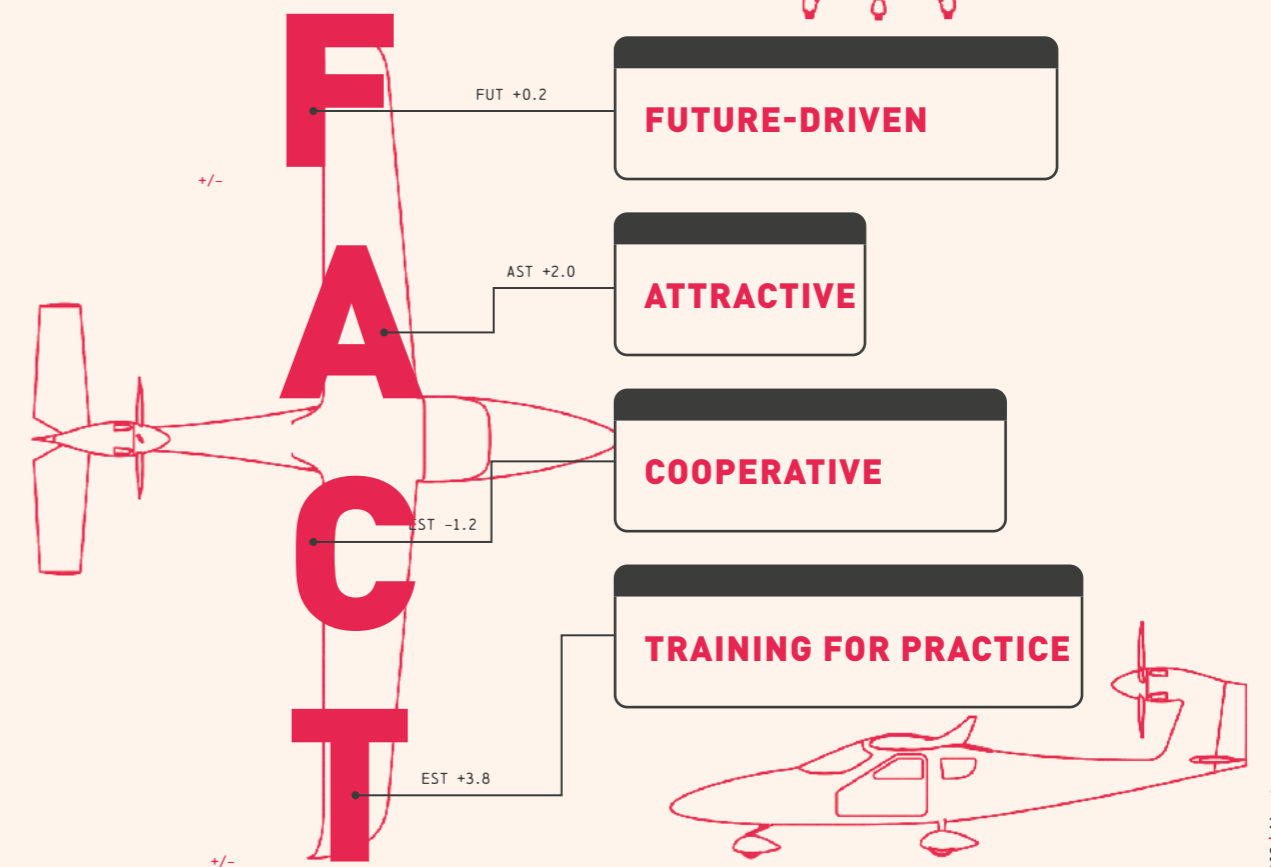 F
FUT +0.2
FUTURE-DRIVEN
+/-
A
AST +2.0
ATTRACTIVE
C
COOPERATIVE
EST -1.2
T
TRAINING FOR PRACTICE
EST +3.8
+/-